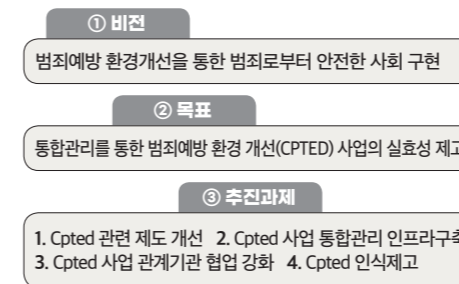 ① 비전
범죄예방 환경개선을 통한 범죄로부터 안전한 사회 구현
② 목표
통합관리를 통한 범죄예방 환경 개선(CPTED) 사업의 실효성 제고
③ 추진과제
1. Cpted 관련 제도 개선 2. Cpted 사업 통합관리 인프라구축
3. Cpted 사업 관계기관 협업 강화 4. Cpted 인식제고